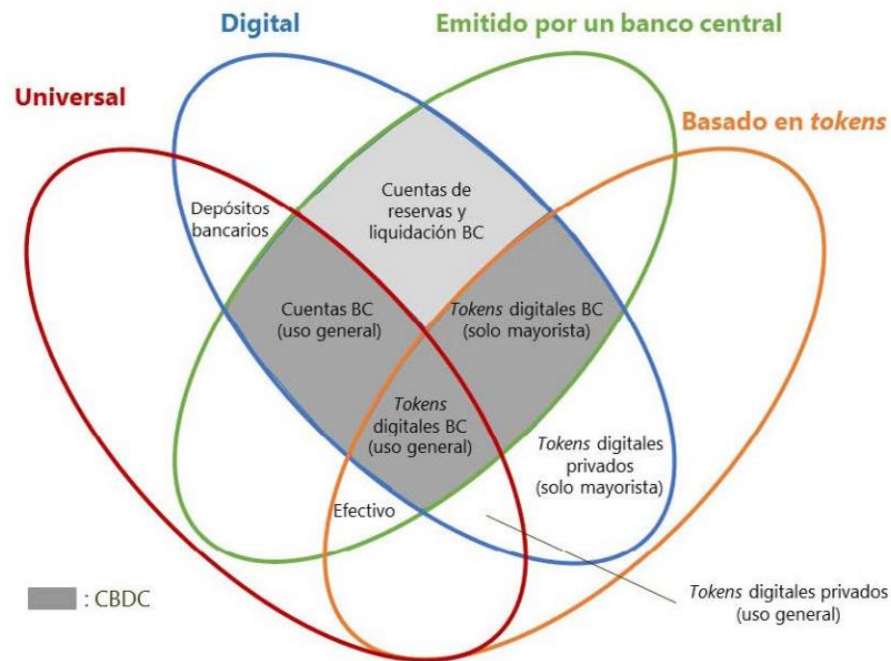 Digital
Emitido por un banco central
Universal
Basado en tokens
Depósitos
bancarios
Cuentas de
reservas y
liquidación BC
Cuentas BC
(uso general)
Tokens digitales BC
(solo mayorista)
Tokens
digitales BC
(uso general)
Tokens digitales
privados
(solo mayorista)
Efectivo
Tokens digitales privados
(uso general)
: CBDC